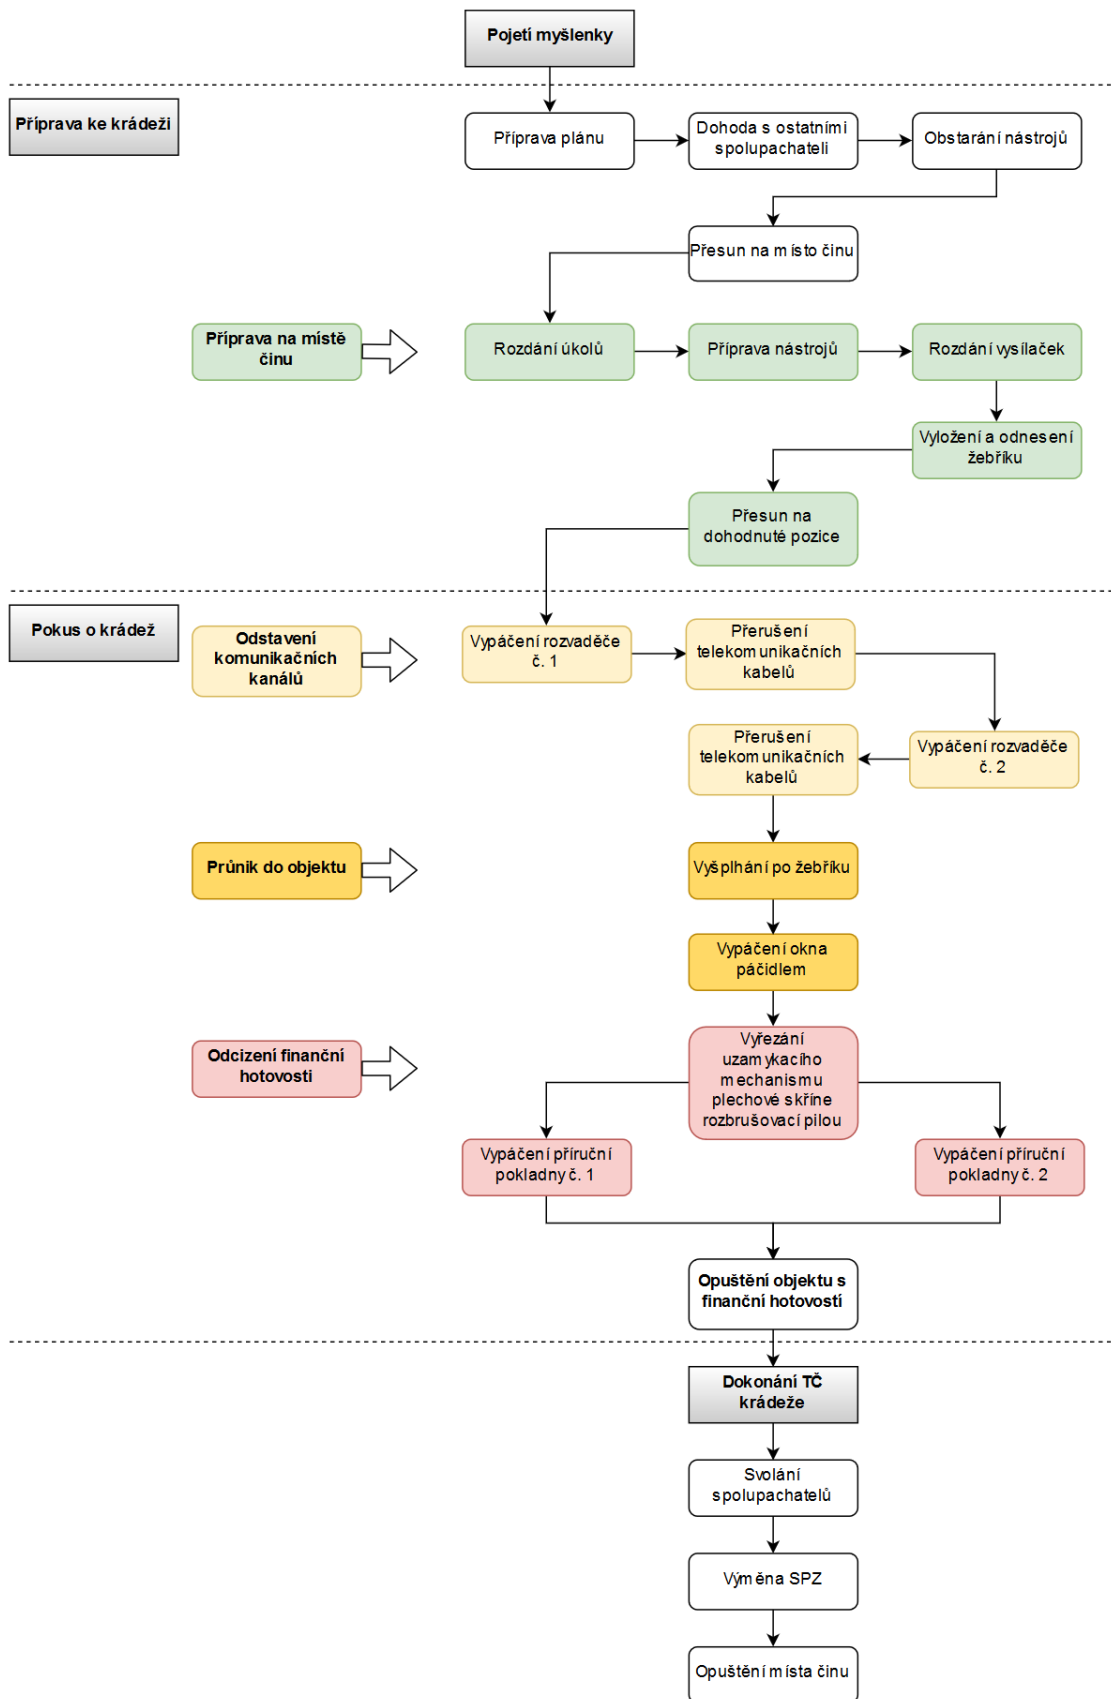 Pojetí myšlenky
Příprava ke krádeži
Příprava plánu
Dohoda s ostatními
spolupachateli
Obstarání nástrojů
Přesun na místo činu
Příprava na místě
činu
Rozdání úkolů
Příprava nástrojů
Rozdání vysílaček
Vyložení a odnesení
žebříku
Přesun na
dohodnuté pozice
Pokus o krádež
Odstavení
komunikačních
kanálů
Vypáčení rozvaděče
č. 1
Přerušení
telekomunikačních
kabelů
Vypáčení rozvaděče
č. 2
Přerušení
telekomunikačních
kabelů
Průnik do objektu
Vyšplhání po žebříku
Vypáčení okna
páčidlem
Odcizení finanční
hotovosti
Vyřezání
uzamykacího
mechanismu
plechové skříne
rozbrušovací pilou
Vypáčení příruční
pokladny č. 1
Vypáčení příruční
pokladny č. 2
Opuštění objektu s
finanční hotovostí
Dokonání TČ
krádeže
Svolání
spolupachatelů
Výměna SPZ
Opuštění místa činu